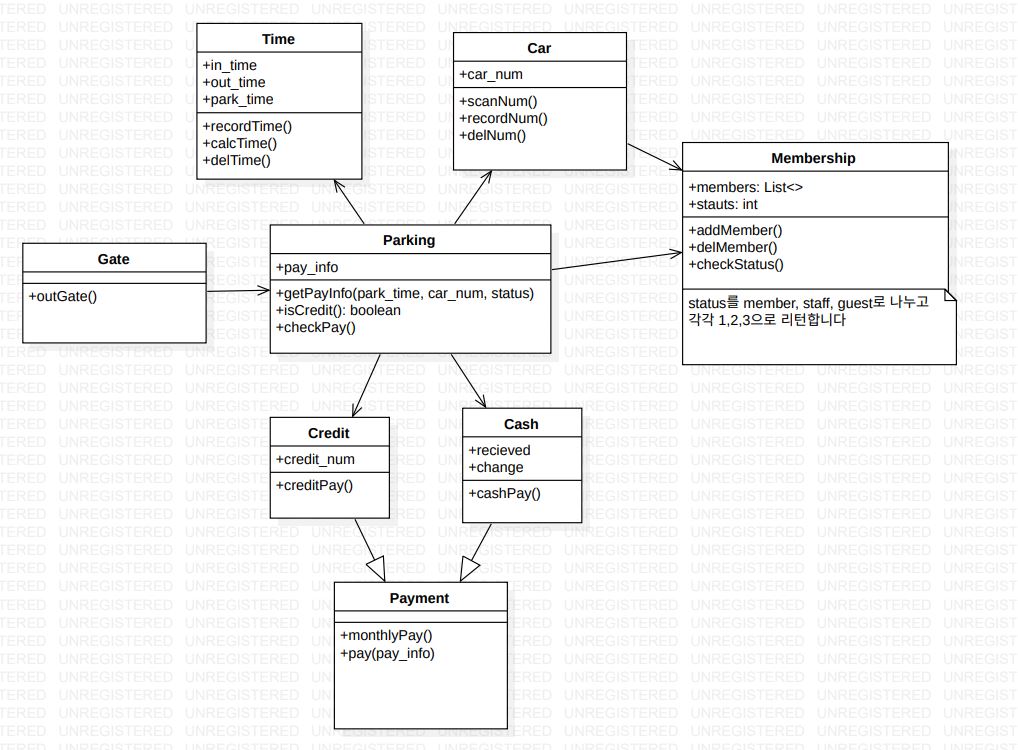 Time
+in_time
+out_time
+park_time
+recordTime()
+calcTime()
+delTime()
Car
+car_num
+scanNum()
+recordNum()
+delNum()
Membership
+members: List<>
+stauts: int
+addMember()
+delMember()
+checkStatus()
status를 member, staff, guest로 나누고
각각 1,2,3으로 리턴합니다
Gate
+outGate()
Parking
+pay_info
+getPayInfo(park_time, car_num, status)
+isCredit(): boolean
+checkPay()
Credit
+credit_num
+creditPay()
Cash
+recieved
+change
+cashPay()
Payment
+monthlyPay()
+pay(pay_info)
UNREGISTERED